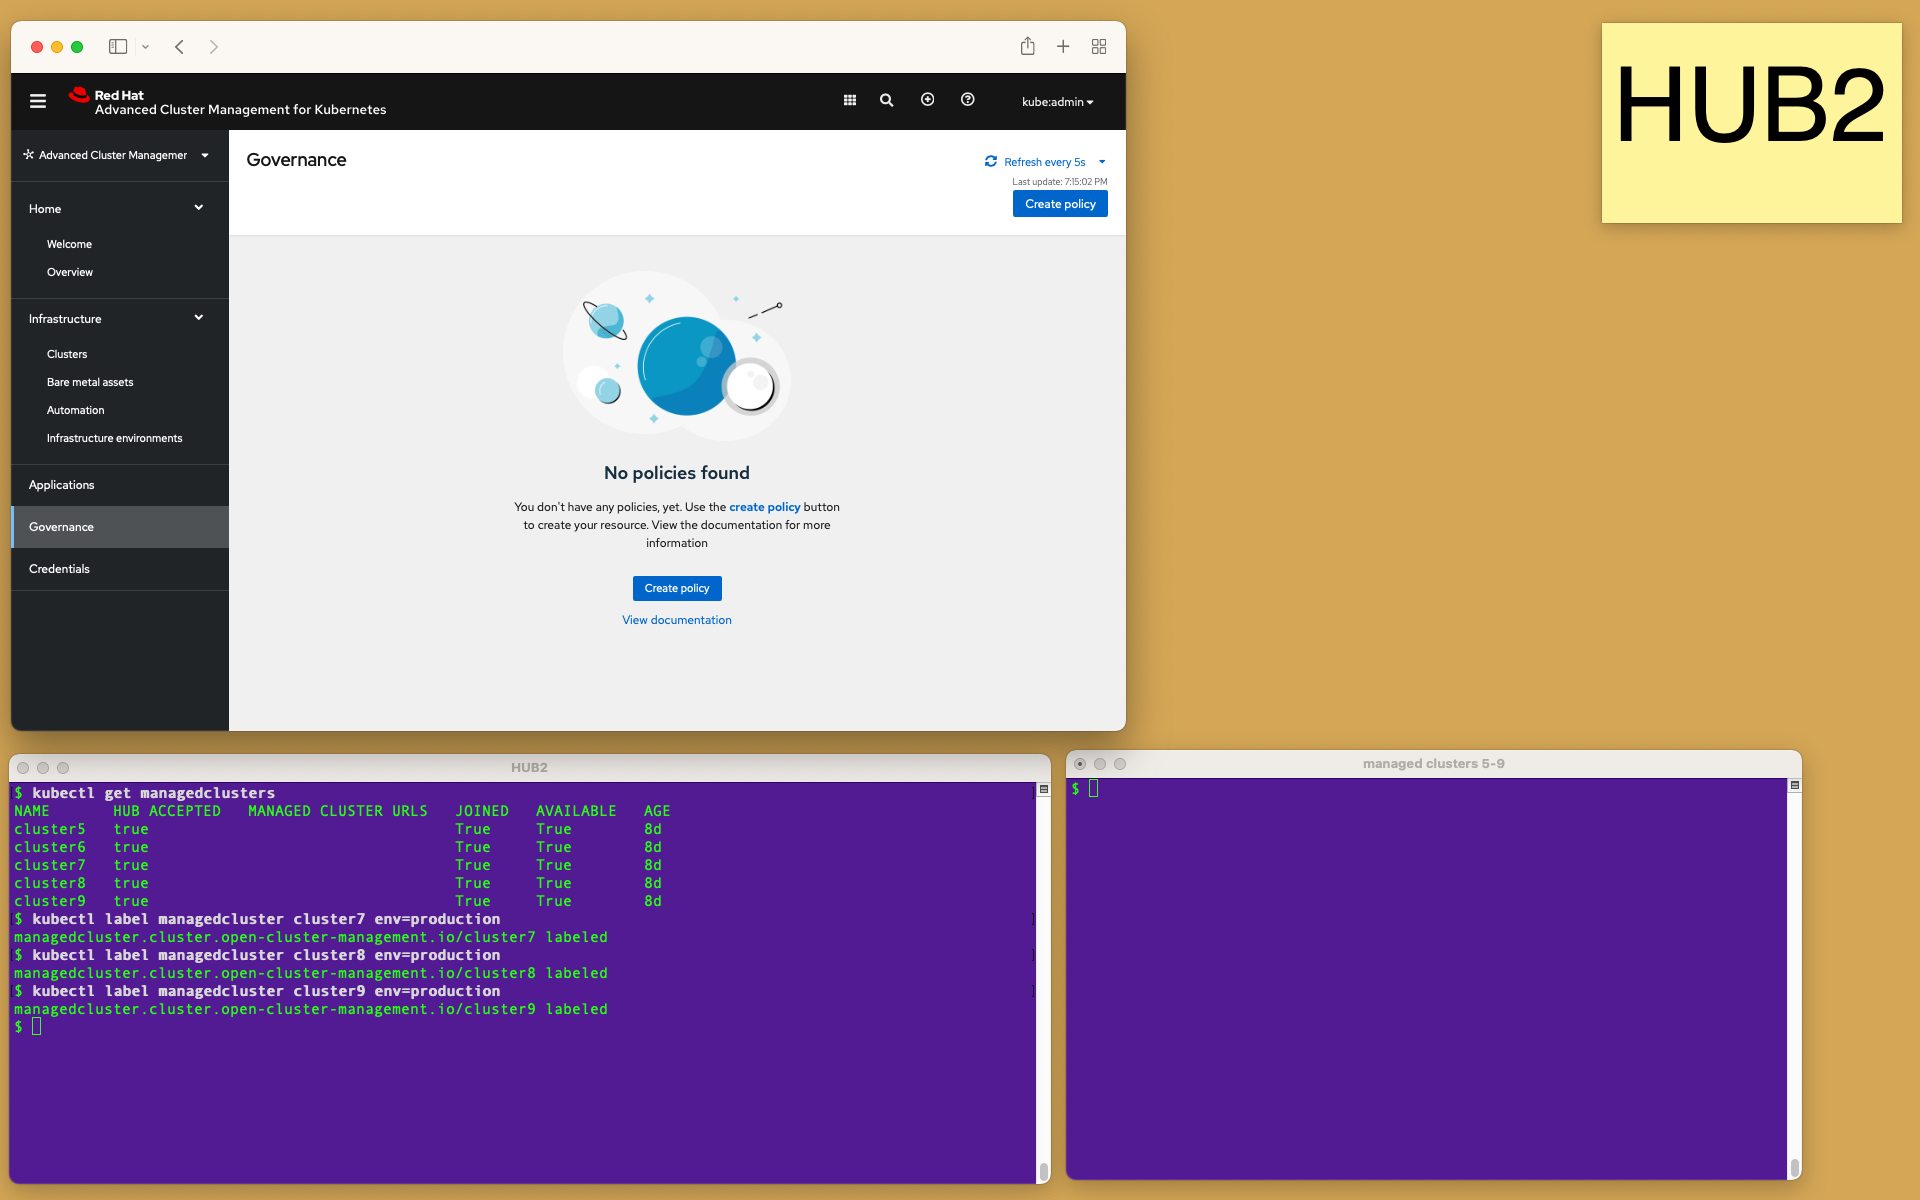 Red Hat
Advanced Cluster Management for Kubernetes
kube:admin
HUB2
Advanced Cluster Managemer
Home
Welcome
Overview
Infrastructure
Clusters
Bare metal assets
Automation
Infrastructure environments
Applications
Governance
Credentials
Governance
Refresh every 5s
Last update: 7:15:02 PM
Create policy
No policies found
You don't have any policies, yet. Use the create policy button
to create your resource. View the documentation for more
information
Create policy
View documentation
HUB2
$ kubectl get managedclusters
NAME HUB ACCEPTED MANAGED CLUSTER URLS JOINED AVAILABLE AGE
cluster5 true True True 8d
cluster6 true True True 8d
cluster7 true True True 8d
cluster8 true True True 8d
cluster9 true True True 8d
$ kubectl label managedcluster cluster7 env=production
managedcluster.cluster.open-cluster-management.io/cluster7 labeled
$ kubectl label managedcluster cluster8 env=production
managedcluster.cluster.open-cluster-management.io/cluster8 labeled
$ kubectl label managedcluster cluster9 env=production
managedcluster.cluster.open-cluster-management.io/cluster9 labeled
$
managed clusters 5-9
$